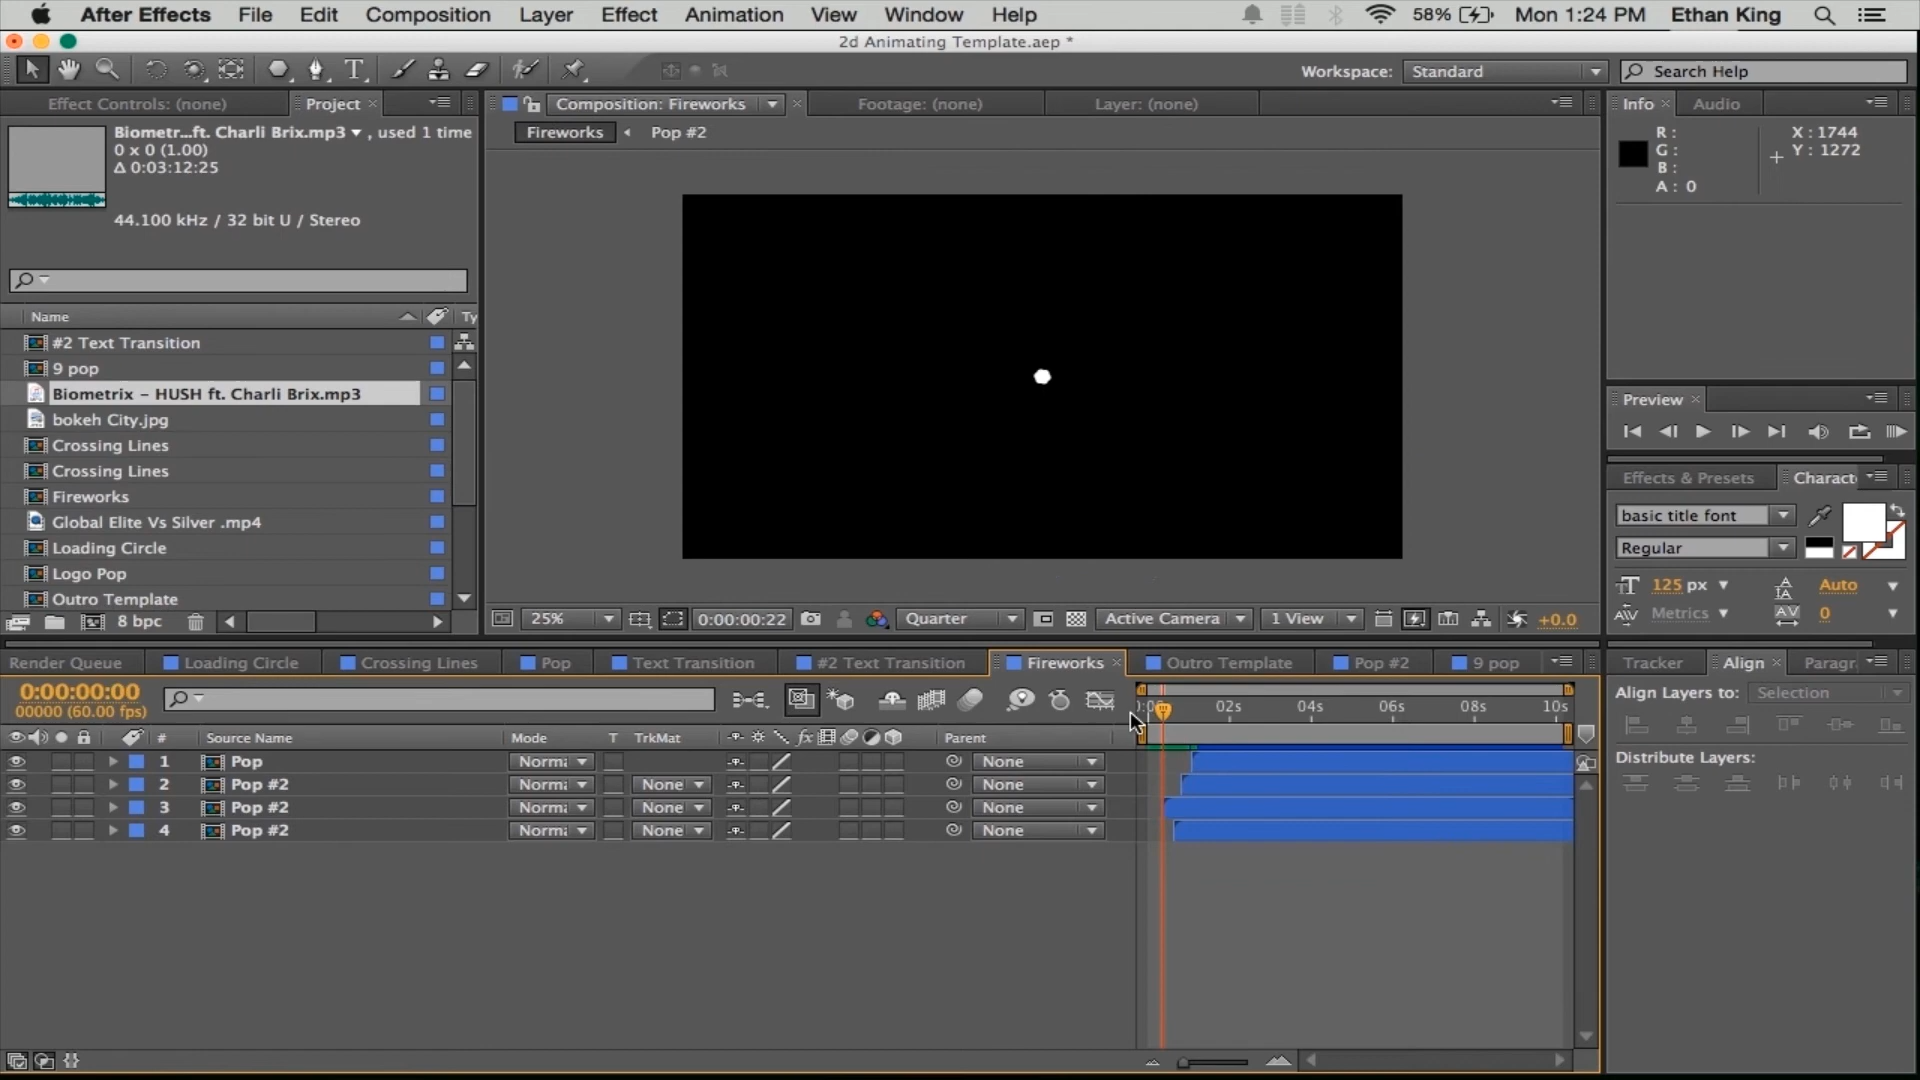 After Effects File Edit Composition Layer Effect Animation View Window Help 58% Mon 1:24 PM Ethan King
2d Animating Template.aep *
T Workspace: Standard Search Help
Effect Controls: (none) Project × Composition: Fireworks × Footage: (none) Layer: (none) Info × Audio
Biometr...ft. Charli Brix.mp3 ▾ , used 1 time
0 x 0 (1.00)
Δ 0:03:12:25
44.100 kHz / 32 bit U / Stereo
Fireworks Pop #2
R :
G :
B :
A : 0
X : 1744
Y : 1272
Name Ty
#2 Text Transition
9 pop
Biometrix – HUSH ft. Charli Brix.mp3
bokeh City.jpg
Crossing Lines
Crossing Lines
Fireworks
Global Elite Vs Silver .mp4
Loading Circle
Logo Pop
Outro Template
8 bpc
25% 0:00:00:22 Quarter Active Camera 1 View +0.0
Preview ×
Effects & Presets Charact
basic title font
Regular
125 px Auto
Metrics 0
Render Queue Loading Circle Crossing Lines Pop Text Transition #2 Text Transition Fireworks × Outro Template Pop #2 9 pop
Tracker Align × Paragr
0:00:00:00
00000 (60.00 fps)
02s 04s 06s 08s 10s
Align Layers to: Selection
Distribute Layers:
# Source Name Mode T TrkMat fx Parent
1 Pop Norm None
2 Pop #2 Norm None None
3 Pop #2 Norm None None
4 Pop #2 Norm None None